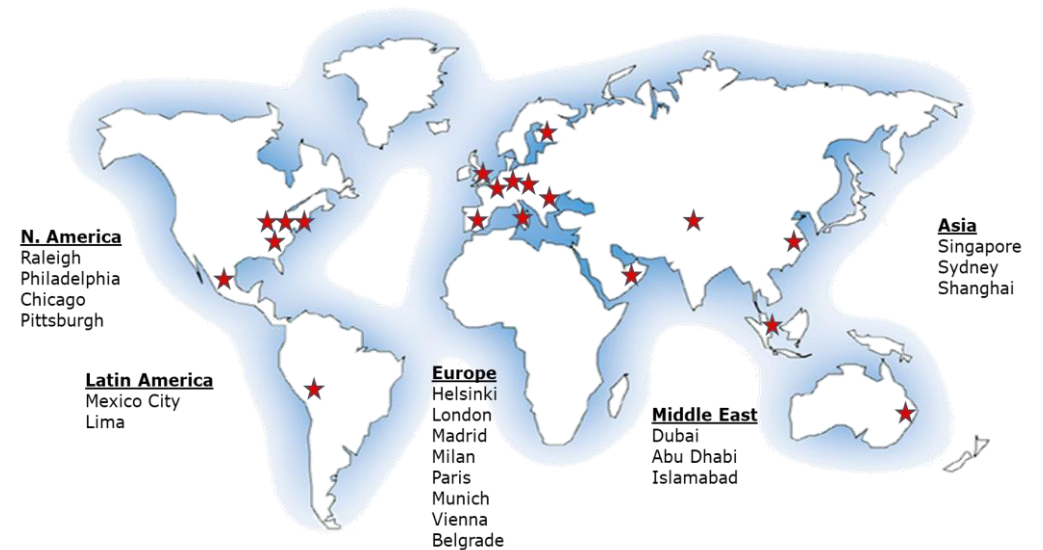 N. America
Raleigh
Philadelphia
Chicago
Pittsburgh
Latin America
Mexico City
Lima
Europe
Helsinki
London
Madrid
Milan
Paris
Munich
Vienna
Belgrade
Middle East
Dubai
Abu Dhabi
Islamabad
Asia
Singapore
Sydney
Shanghai